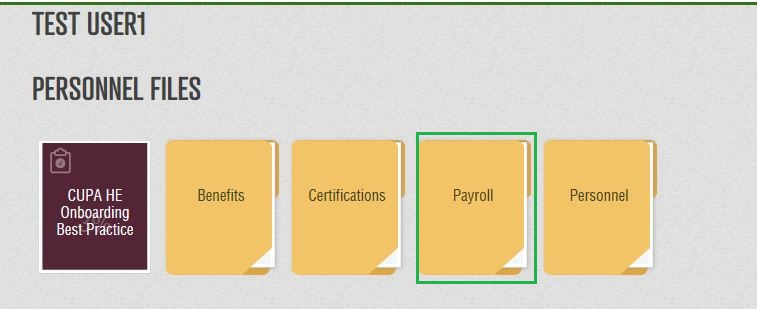 TEST USER1
PERSONNEL FILES
CUPA HE
Onboarding
Best Practice
Benefits
Certifications
Payroll
Personnel